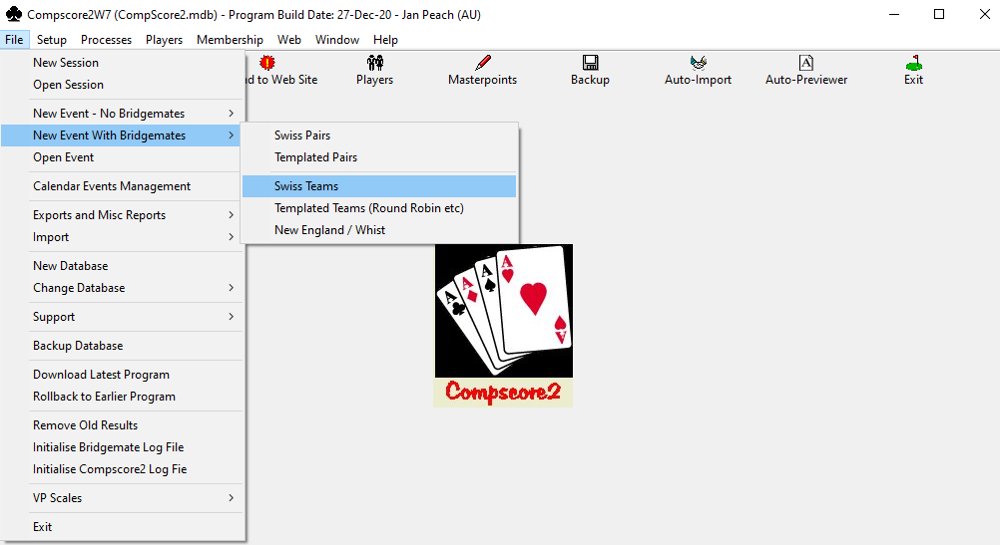 Compscore2W7 (CompScore2.mdb) - Program Build Date: 27-Dec-20 - Jan Peach (AU)
File Setup Processes Players Membership Web Window Help
to Web Site Players Masterpoints Backup Auto-Import Auto-Previewer Exit
New Session
Open Session
New Event - No Bridgemates
New Event With Bridgemates
Open Event
Calendar Events Management
Exports and Misc Reports
Import
New Database
Change Database
Support
Backup Database
Download Latest Program
Rollback to Earlier Program
Remove Old Results
Initialise Bridgemate Log File
Initialise Compscore2 Log Fie
VP Scales
Exit
Swiss Pairs
Templated Pairs
Swiss Teams
Templated Teams (Round Robin etc)
New England / Whist
A A A A A
Compscore2